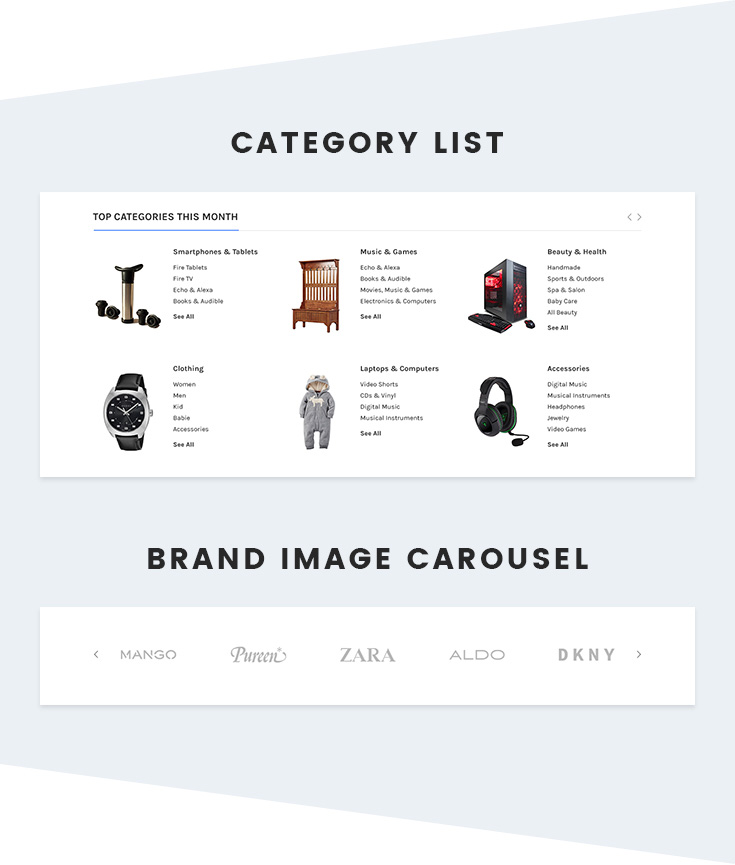 CATEGORY LIST
TOP CATEGORIES THIS MONTH
Smartphones & Tablets
Fire Tablets
Fire TV
Echo & Alexa
Books & Audible
See All
Music & Games
Echo & Alexa
Books & Audible
Movies, Music & Games
Electronics & Computers
See All
Beauty & Health
Handmade
Sports & Outdoors
Spa & Salon
Baby Care
All Beauty
See All
Clothing
Women
Men
Kid
Babie
Accessories
See All
Laptops & Computers
Video Shorts
CDs & Vinyl
Digital Music
Musical Instruments
See All
Accessories
Digital Music
Musical Instruments
Headphones
Jewelry
Video Games
See All
BRAND IMAGE CAROUSEL
MANGO
Pureen
ZARA
ALDO
DKNY